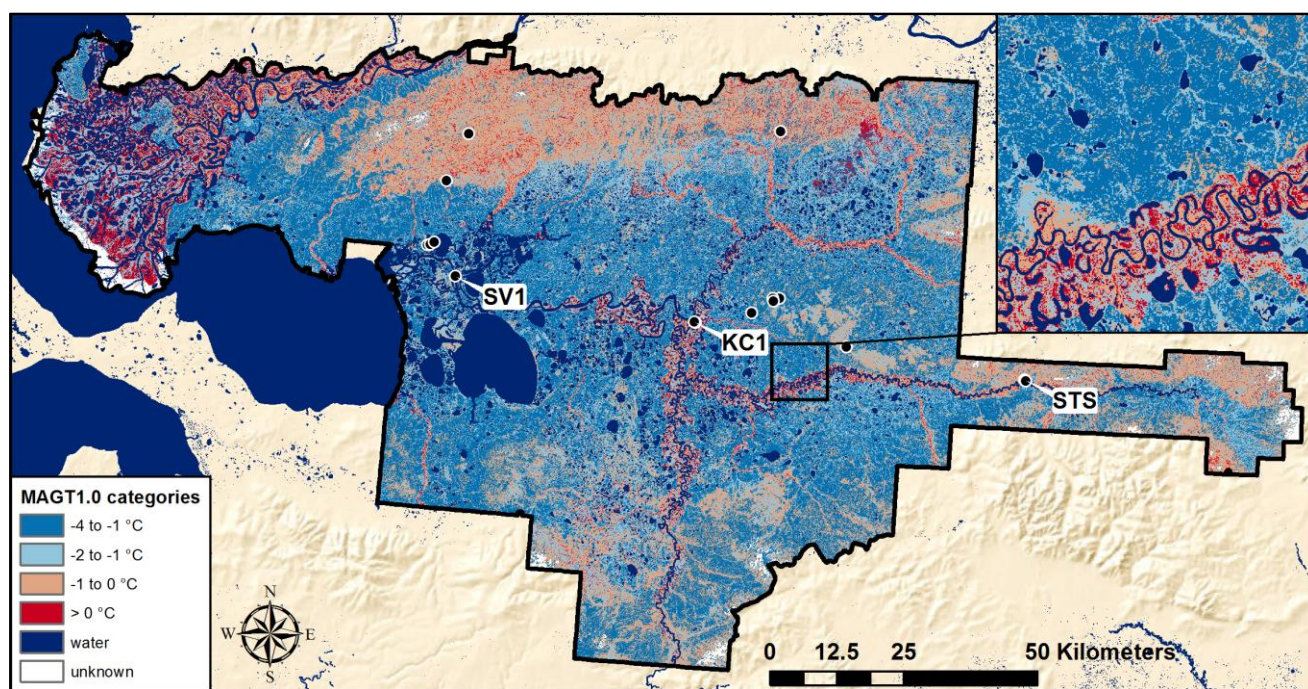 SV1
KC1
STS
MAGT1.0 categories
-4 to -1 °C
-2 to -1 °C
-1 to 0 °C
> 0 °C
water
unknown
N
W E
S
0 12.5 25 50 Kilometers